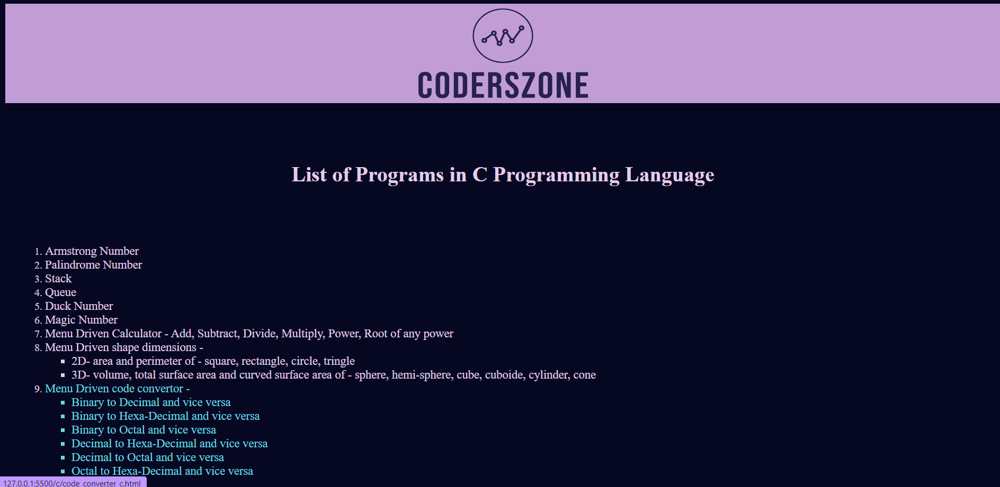 CODERSZONE
List of Programs in C Programming Language
1. Armstrong Number
2. Palindrome Number
3. Stack
4. Queue
5. Duck Number
6. Magic Number
7. Menu Driven Calculator - Add, Subtract, Divide, Multiply, Power, Root of any power
8. Menu Driven shape dimensions -
2D- area and perimeter of - square, rectangle, circle, tringle
3D- volume, total surface area and curved surface area of - sphere, hemi-sphere, cube, cuboide, cylinder, cone
9. Menu Driven code convertor -
Binary to Decimal and vice versa
Binary to Hexa-Decimal and vice versa
Binary to Octal and vice versa
Decimal to Hexa-Decimal and vice versa
Decimal to Octal and vice versa
Octal to Hexa-Decimal and vice versa
127.0.0.1:5500/c/code_converter_c.html